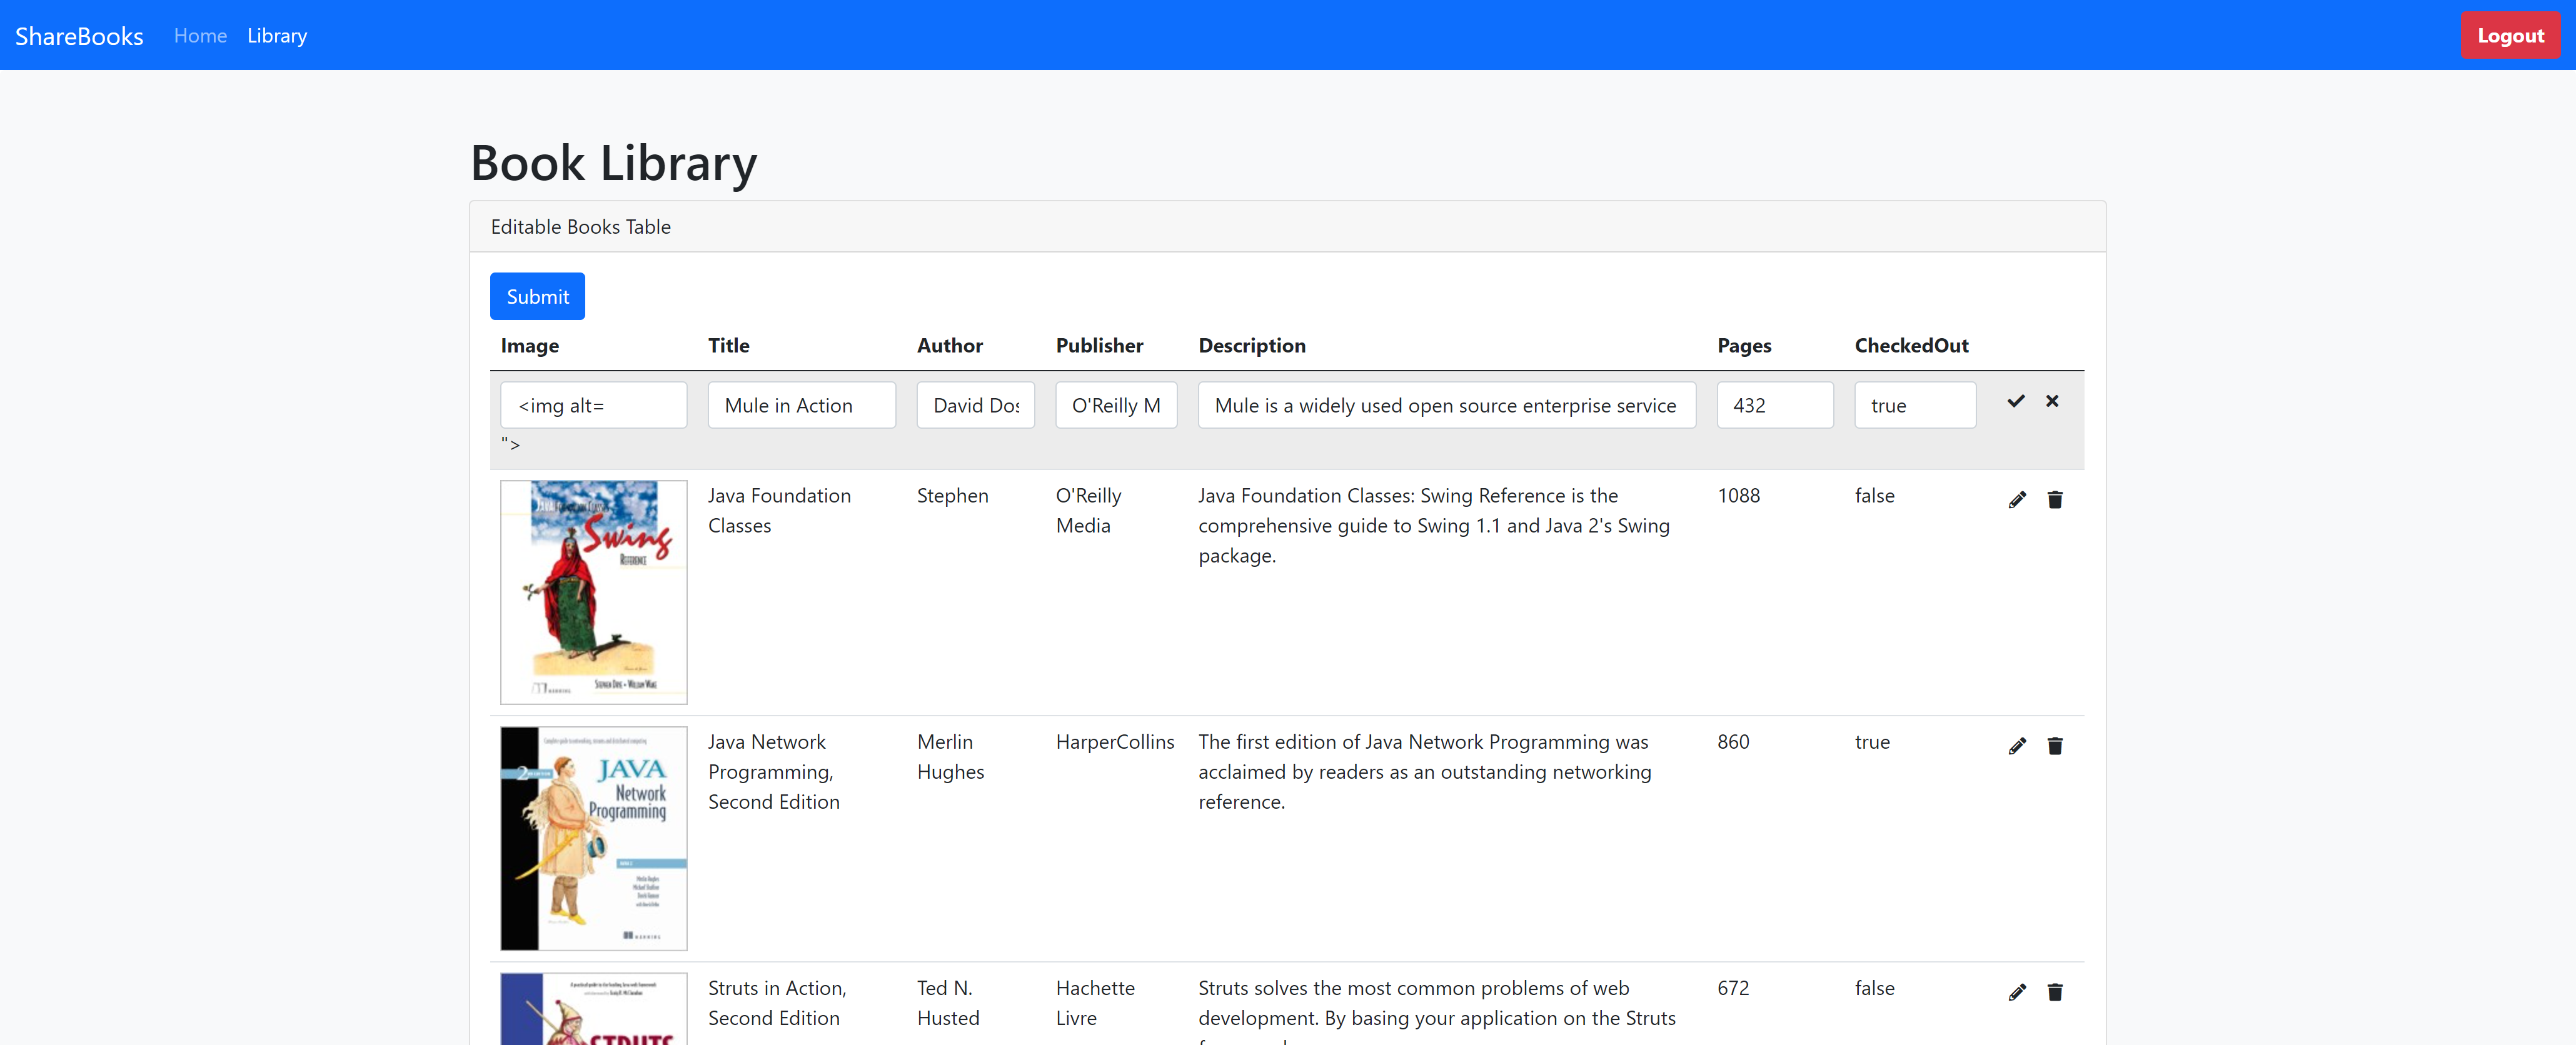 ShareBooks Home Library Logout
Book Library
Editable Books Table
Submit
Image Title Author Publisher Description Pages CheckedOut
<img alt= Mule in Action David Dos O'Reilly M Mule is a widely used open source enterprise service 432 true
">
Java Foundation Stephen O'Reilly Java Foundation Classes: Swing Reference is the 1088 false
Classes Media comprehensive guide to Swing 1.1 and Java 2's Swing
package.
Swing
REFERENCE
MANNING
Java Network Merlin HarperCollins The first edition of Java Network Programming was 860 true
Programming, Hughes acclaimed by readers as an outstanding networking
Second Edition reference.
2
JAVA
Network
Programming
MANNING
Struts in Action, Ted N. Hachette Struts solves the most common problems of web 672 false
Second Edition Husted Livre development. By basing your application on the Struts
STRUTS